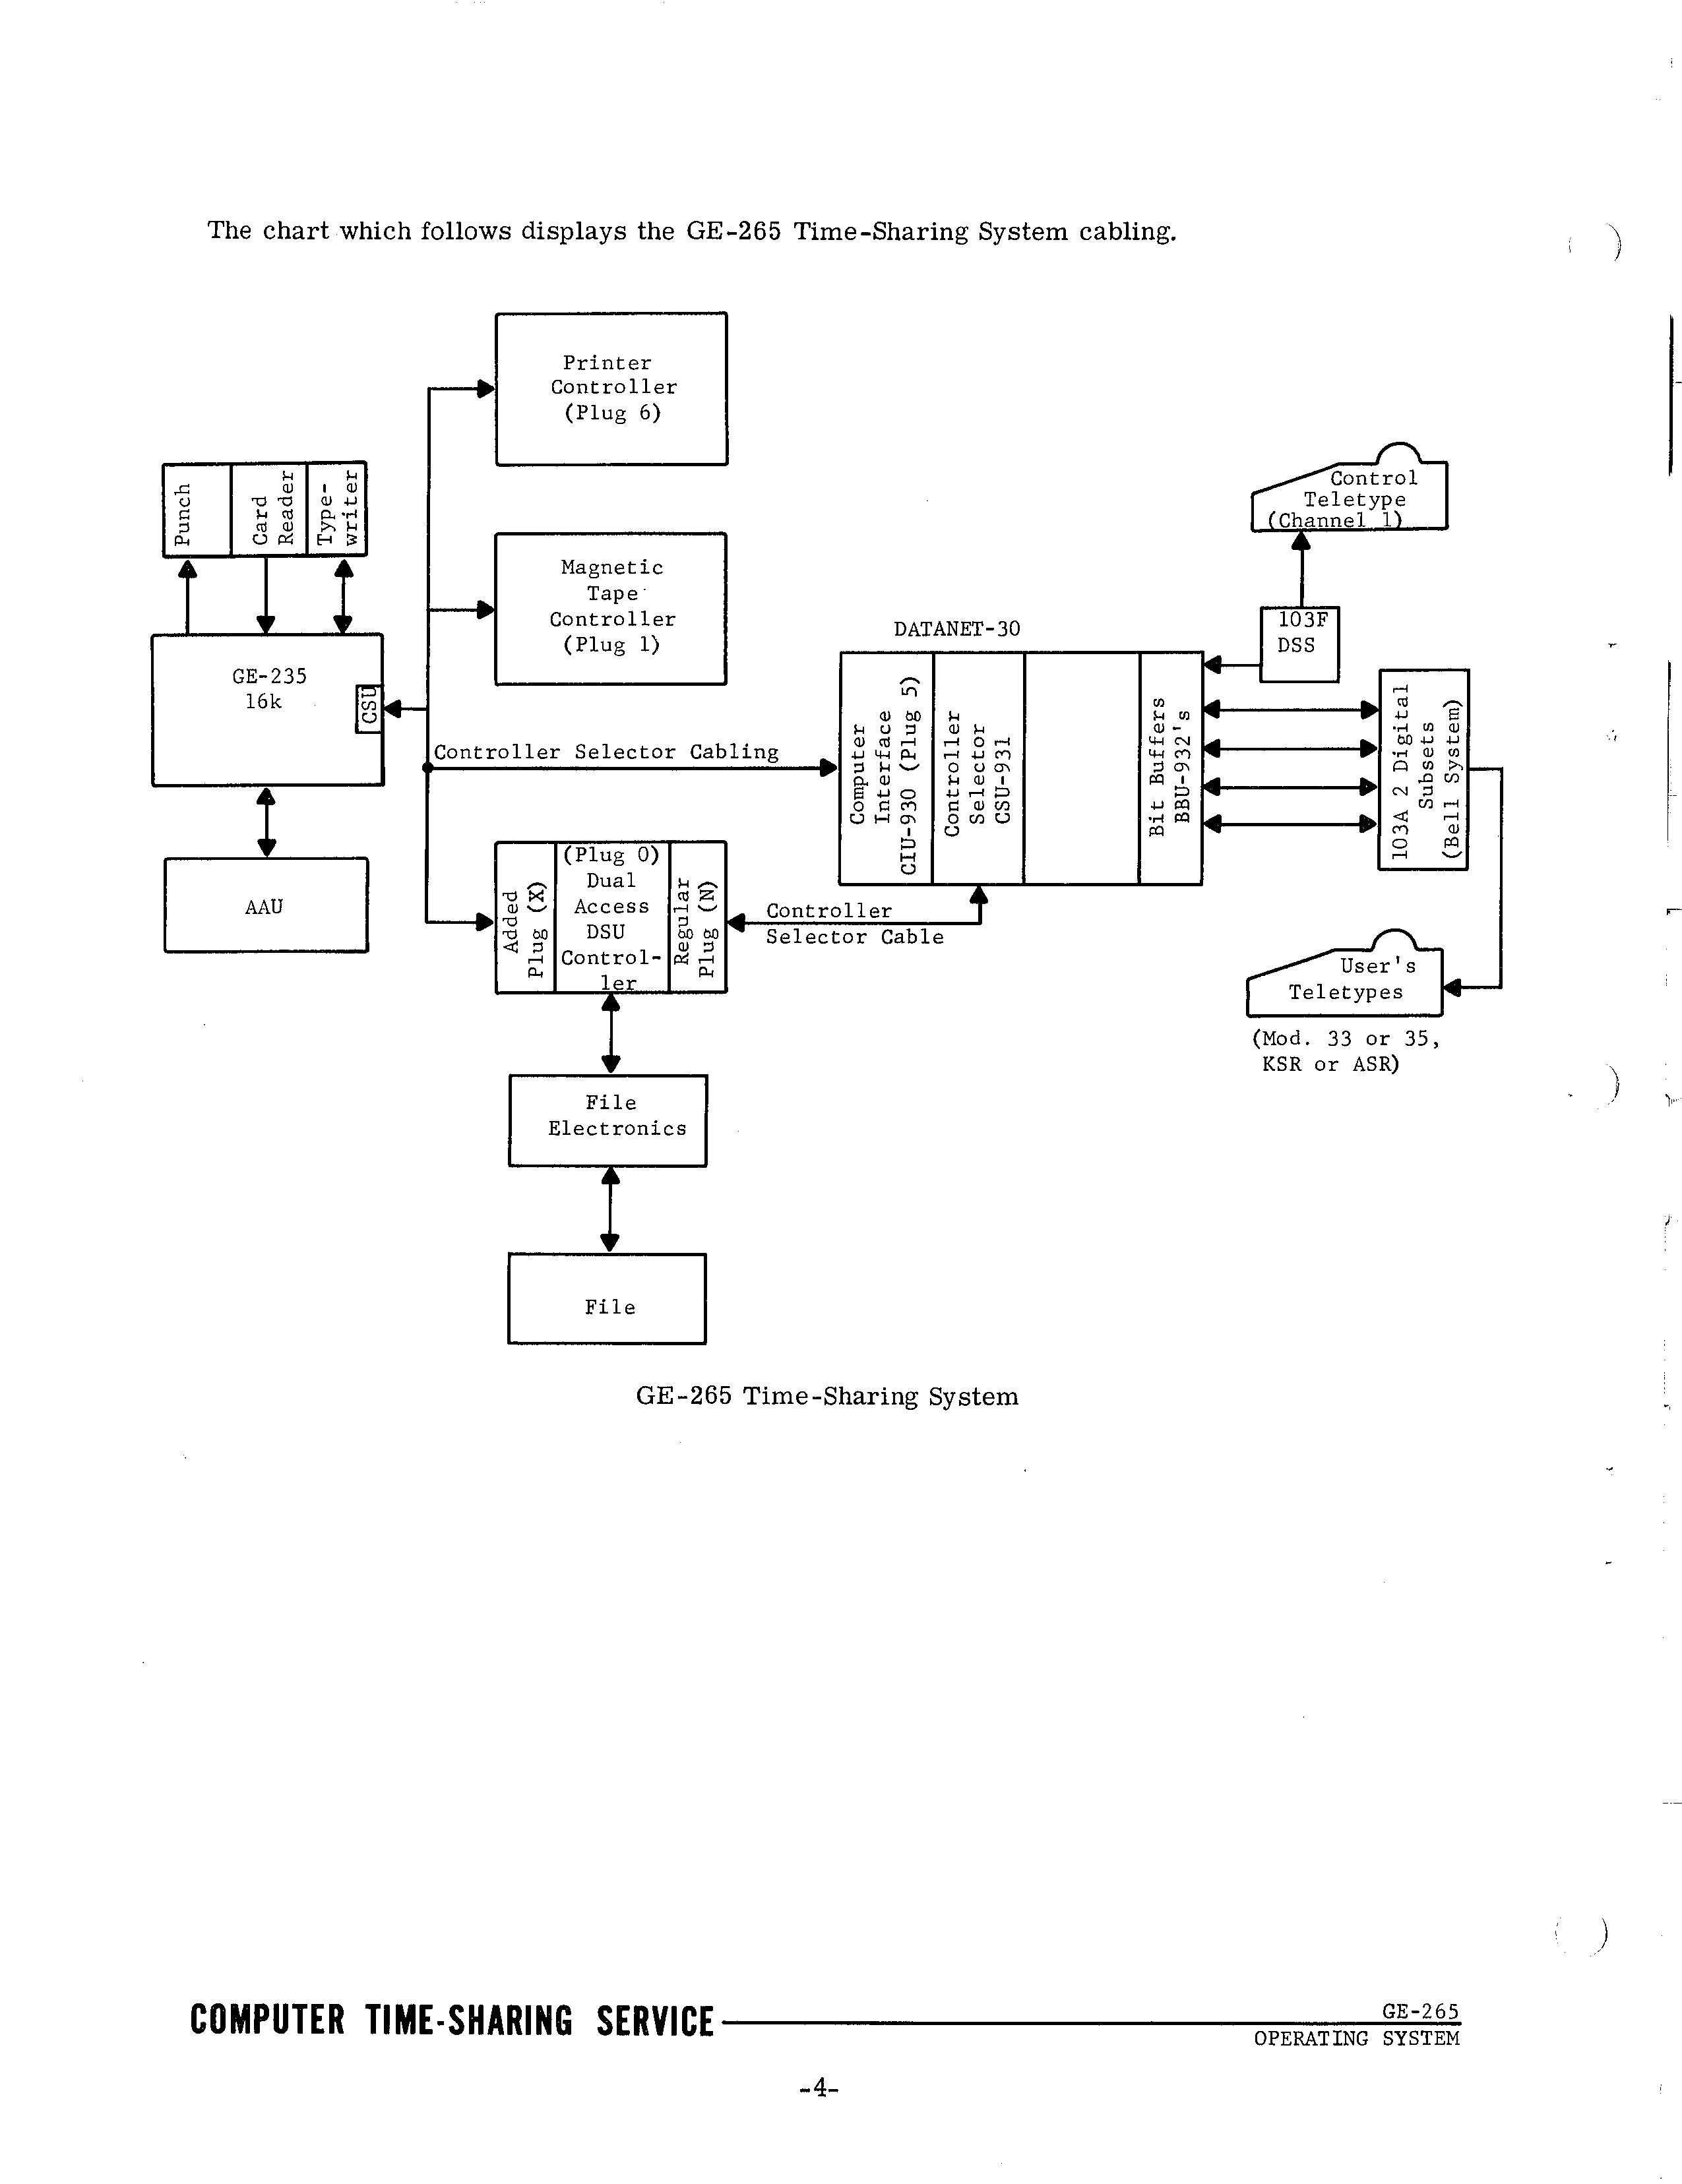 The chart which follows displays the GE-265 Time-Sharing System cabling.
Printer
Controller
(Plug 6)
Punch
Card
Reader
Type-
writer
Magnetic
Tape
Controller
(Plug 1)
GE-235
16k
CSU
AAU
Controller Selector Cabling
Added
Plug (X)
(Plug 0)
Dual
Access
DSU
Control-
ler
Regular
Plug (N)
Controller
Selector Cable
File
Electronics
File
DATANET-30
Computer
Interface
CIU-930 (Plug 5)
Controller
Selector
CSU-931
Bit Buffers
BBU-932's
Control
Teletype
(Channel 1)
103F
DSS
103A 2 Digital
Subsets
(Bell System)
User's
Teletypes
(Mod. 33 or 35,
KSR or ASR)
GE-265 Time-Sharing System
COMPUTER TIME-SHARING SERVICE
GE-265
OPERATING SYSTEM
-4-